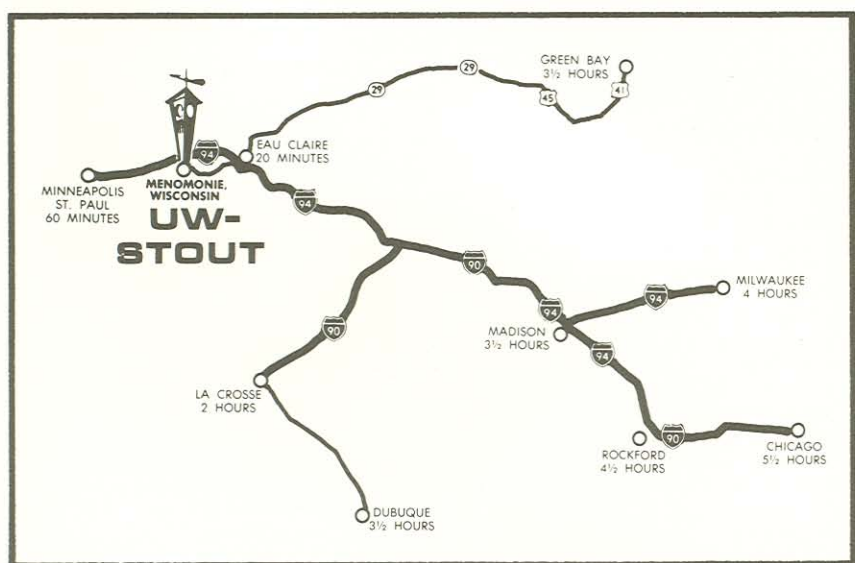 GREEN BAY
3½ HOURS
29
29
45
41
EAU CLAIRE
20 MINUTES
94
MINNEAPOLIS
ST. PAUL
60 MINUTES
MENOMONIE,
WISCONSIN
UW-
STOUT
94
90
94
94
MILWAUKEE
4 HOURS
MADISON
3½ HOURS
94
90
LA CROSSE
2 HOURS
90
ROCKFORD
4½ HOURS
CHICAGO
5½ HOURS
DUBUQUE
3½ HOURS